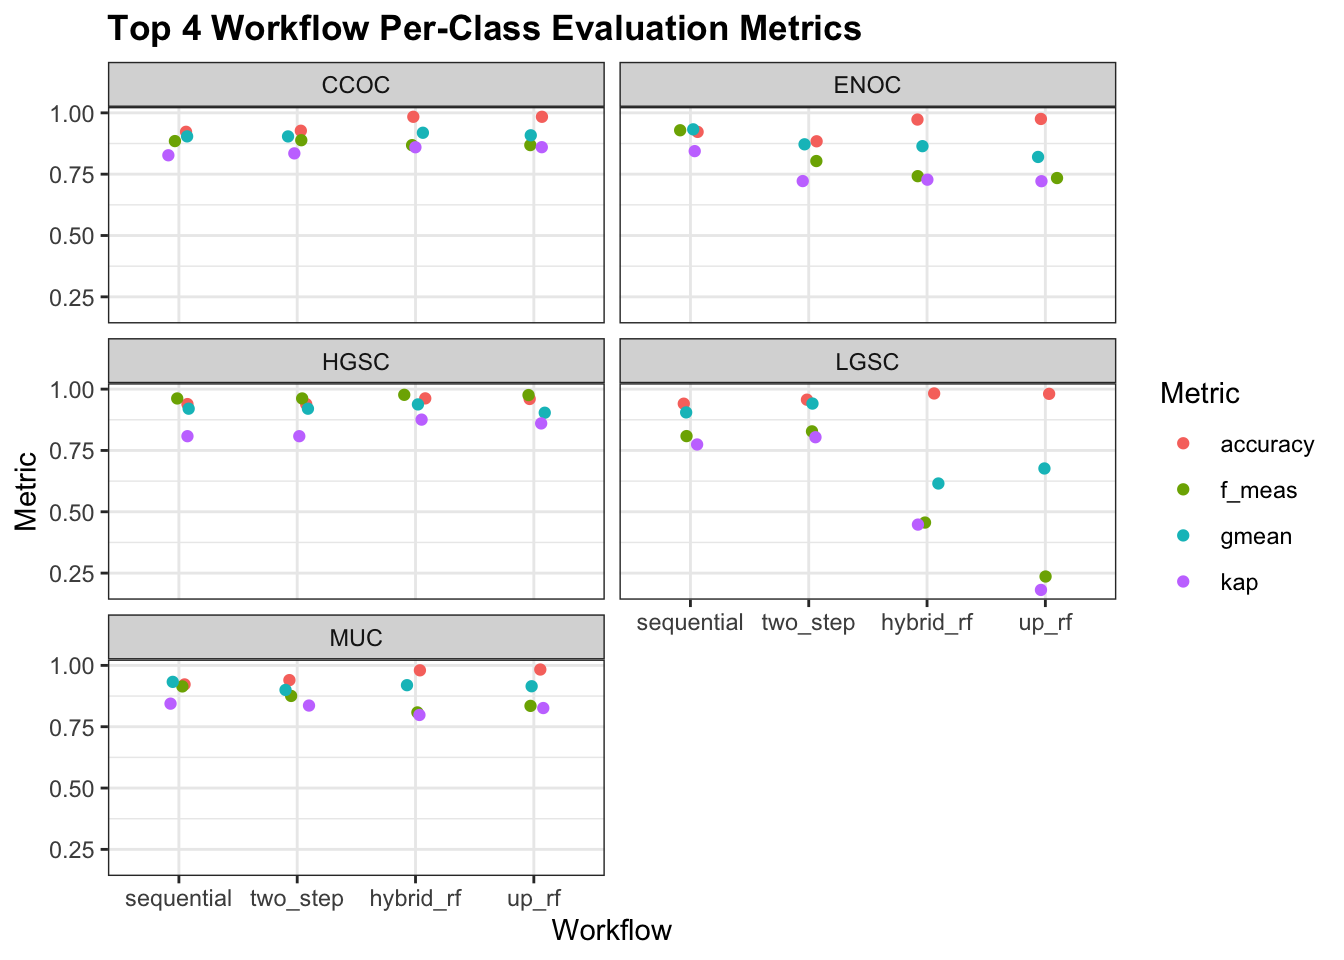 Top 4 Workflow Per-Class Evaluation Metrics
CCOC
ENOC
1.00
0.75
0.50
0.25
HGSC
LGSC
1.00
0.75
0.50
0.25
sequential two_step hybrid_rf up_rf
MUC
1.00
0.75
0.50
0.25
sequential two_step hybrid_rf up_rf
Workflow
Metric
Metric
accuracy
f_meas
gmean
kap